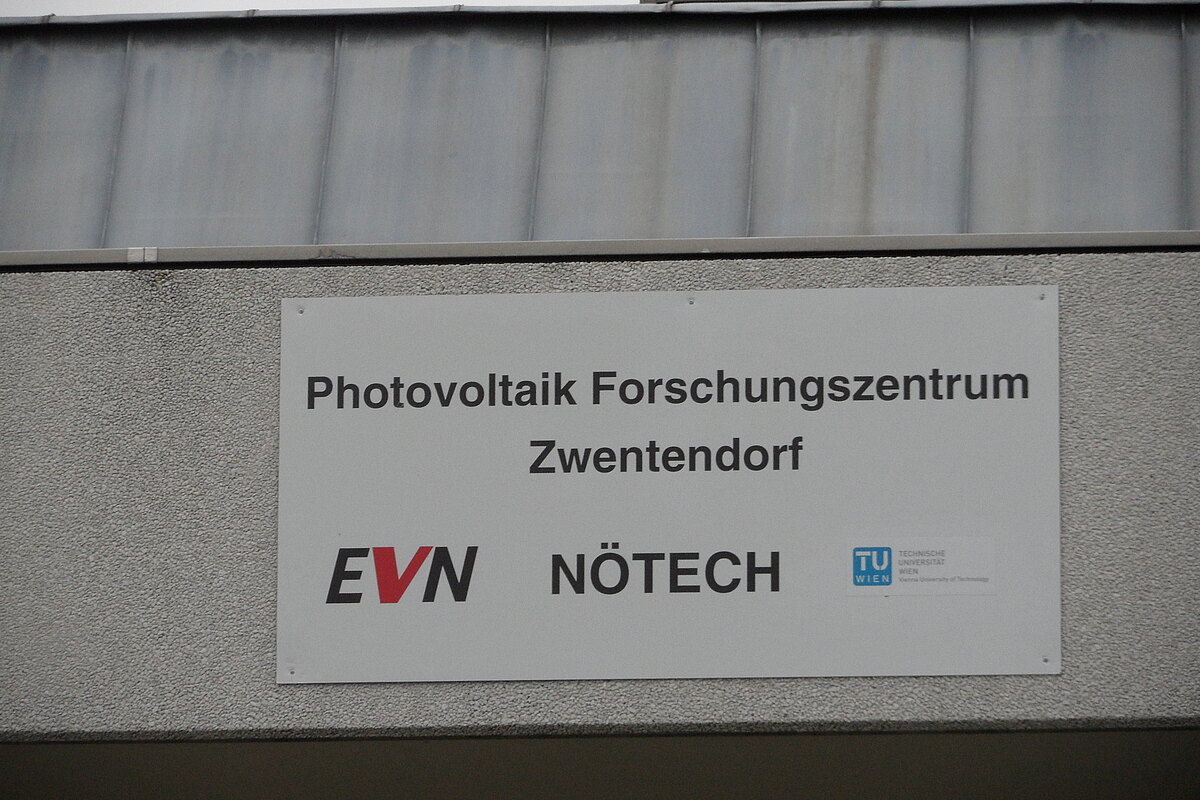 Photovoltaik Forschungszentrum
Zwentendorf
EVN
NÖTECH
TU
WIEN
TECHNISCHE
UNIVERSITÄT
WIEN
Vienna University of Technology